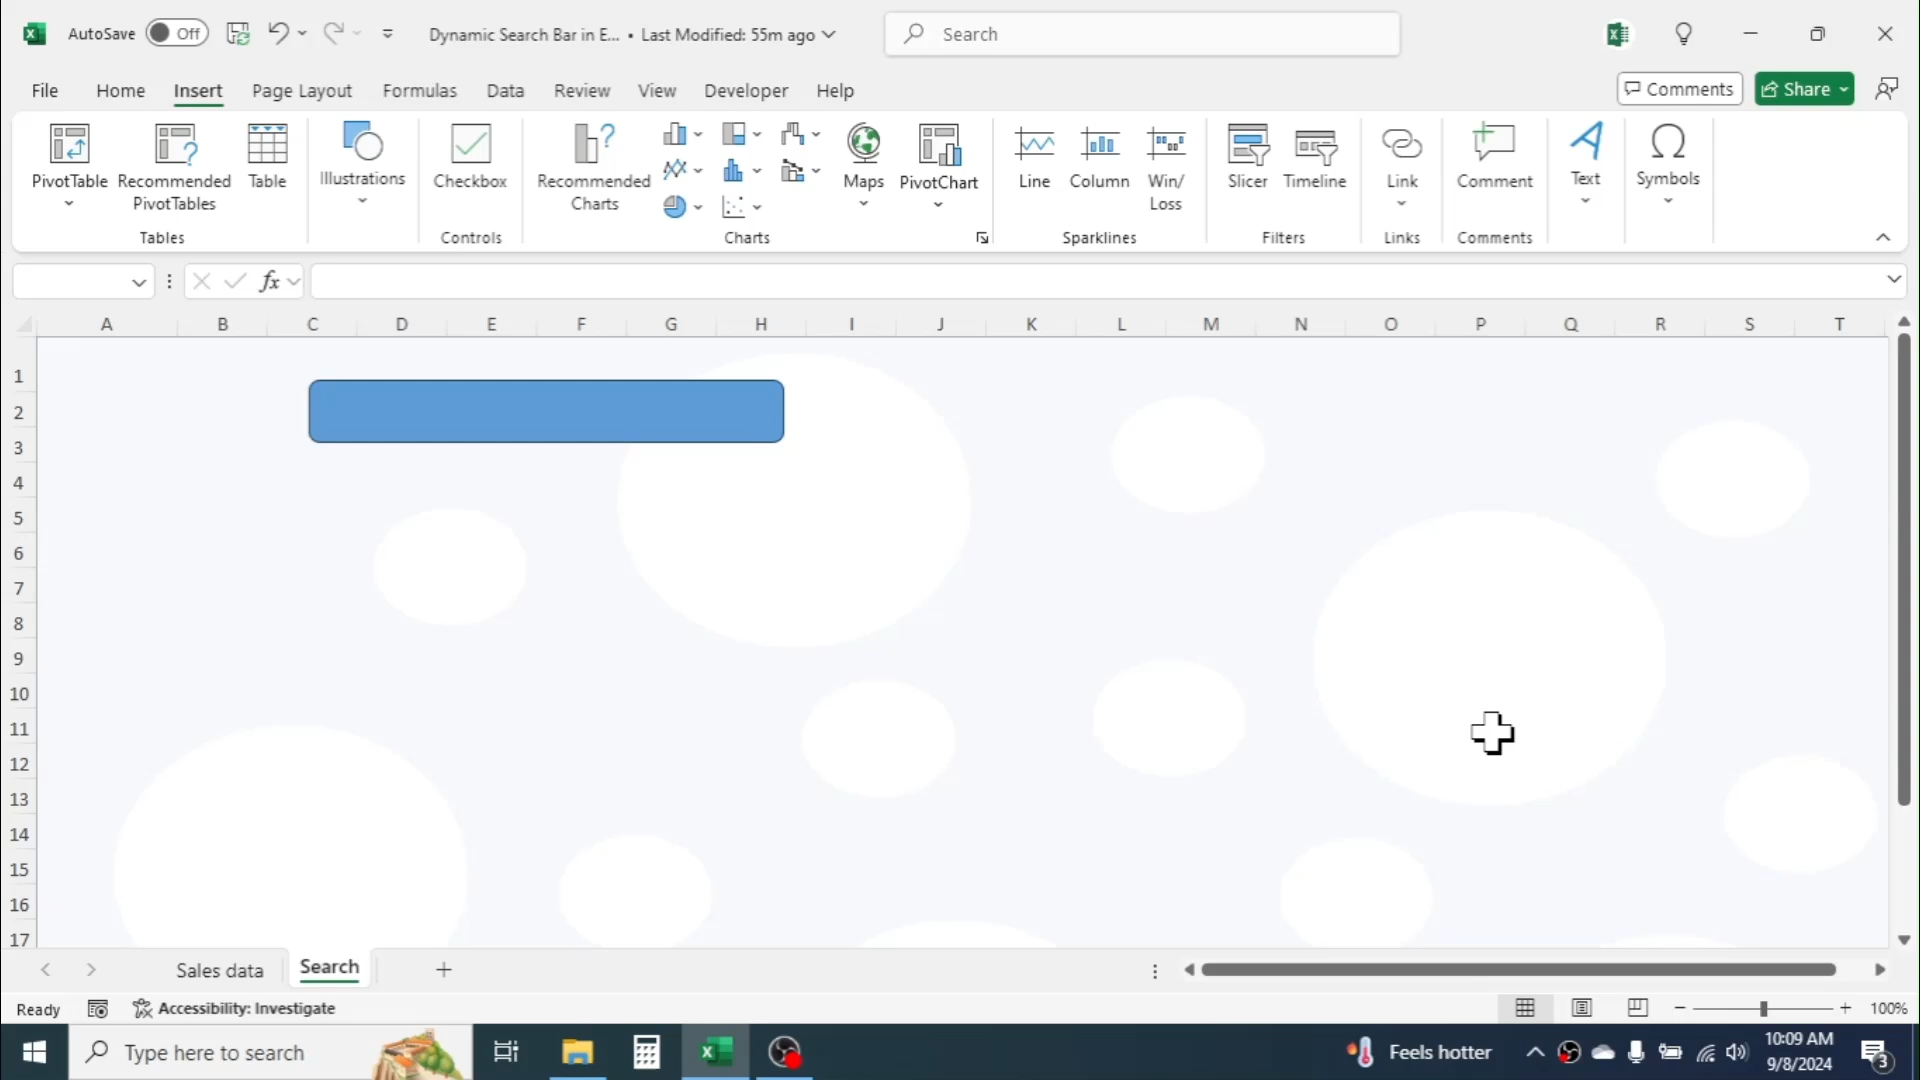 AutoSave Off Dynamic Search Bar in E... • Last Modified: 55m ago Search
File Home Insert Page Layout Formulas Data Review View Developer Help Comments Share
PivotTable Recommended PivotTables Table Illustrations Checkbox Recommended Charts Maps PivotChart Line Column Win/ Loss Slicer Timeline Link Comment Text Symbols
Tables Controls Charts Sparklines Filters Links Comments
fx
A B C D E F G H I J K L M N O P Q R S T
1
2
3
4
5
6
7
8
9
10
11
12
13
14
15
16
17
Sales data Search
Ready Accessibility: Investigate 100%
Type here to search Feels hotter 10:09 AM
9/8/2024 3